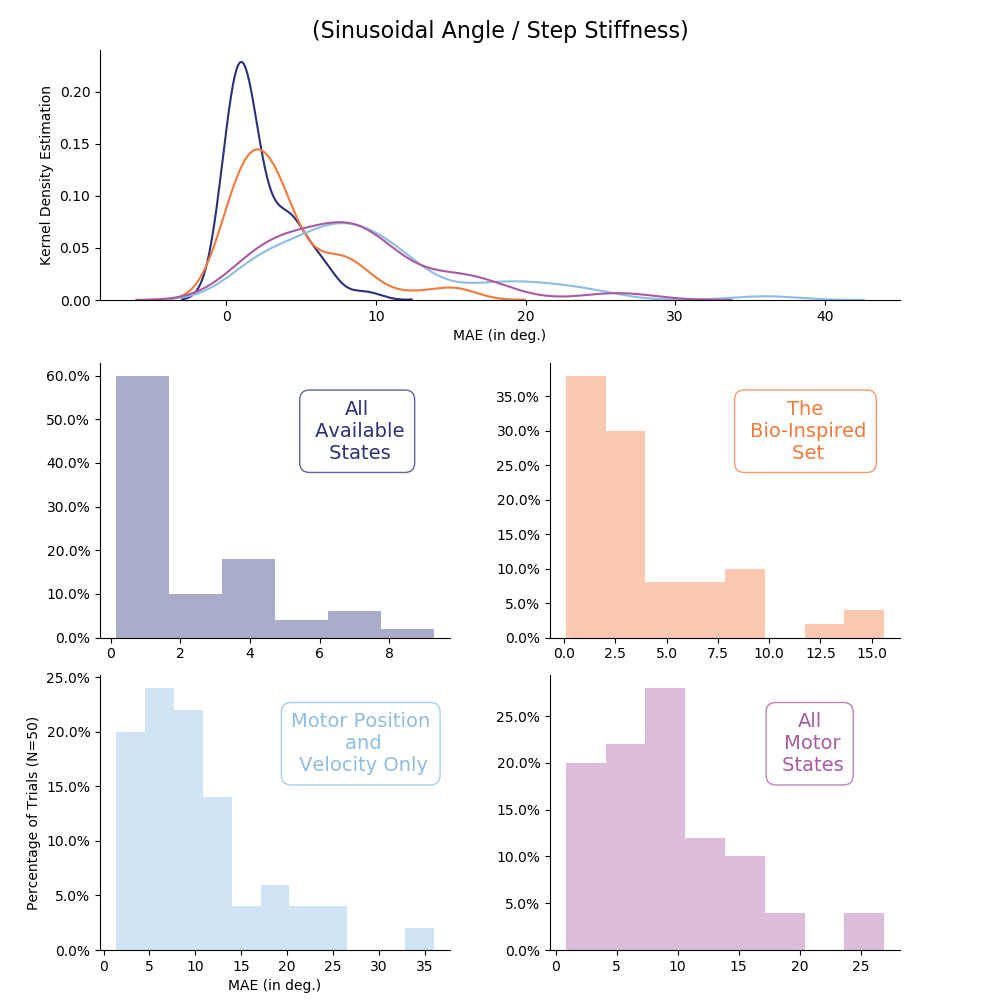 (Sinusoidal Angle / Step Stiffness)
Kernel Density Estimation
0.20
0.15
0.10
0.05
0.00
0 10 20 30 40
MAE (in deg.)
60.0%
50.0%
40.0%
30.0%
20.0%
10.0%
0.0%
0 2 4 6 8
All
Available
States
35.0%
30.0%
25.0%
20.0%
15.0%
10.0%
5.0%
0.0%
0.0 2.5 5.0 7.5 10.0 12.5 15.0
The
Bio-Inspired
Set
Percentage of Trials (N=50)
25.0%
20.0%
15.0%
10.0%
5.0%
0.0%
0 5 10 15 20 25 30 35
MAE (in deg.)
Motor Position
and
Velocity Only
25.0%
20.0%
15.0%
10.0%
5.0%
0.0%
0 5 10 15 20 25
All
Motor
States